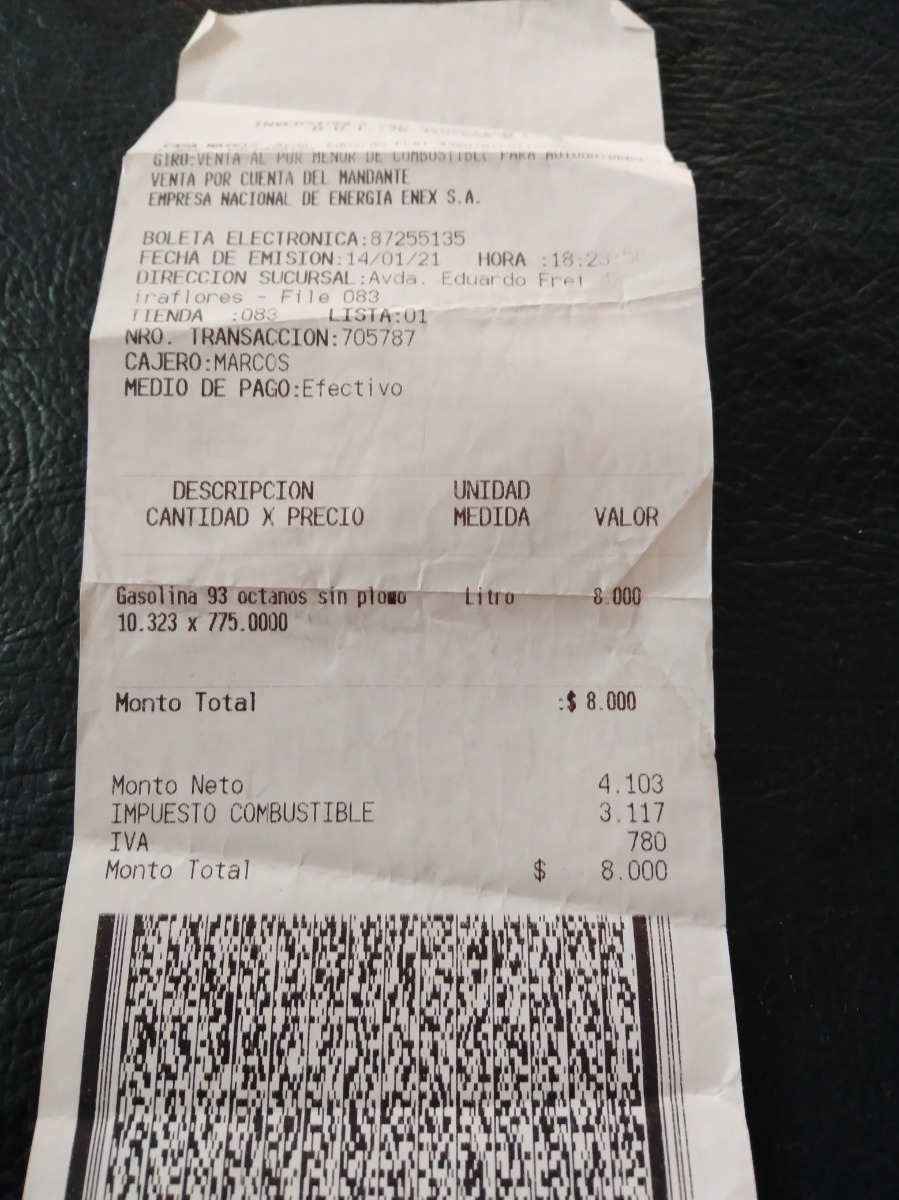 GIRO:VENTA AL POR MENOR DE COMBUSTIBLE PARA AUTOMOTORES
VENTA POR CUENTA DEL MANDANTE
EMPRESA NACIONAL DE ENERGIA ENEX S.A.
BOLETA ELECTRONICA:87255135
FECHA DE EMISION:14/01/21 HORA :18:23:56
DIRECCION SUCURSAL:Avda. Eduardo Frei
iraflores - File 083
TIENDA :083 LISTA:01
NRO. TRANSACCION:705787
CAJERO:MARCOS
MEDIO DE PAGO:Efectivo
DESCRIPCION UNIDAD
CANTIDAD X PRECIO MEDIDA VALOR
Gasolina 93 octanos sin plomo Litro 8.000
10.323 x 775.0000
Monto Total :$ 8.000
Monto Neto 4.103
IMPUESTO COMBUSTIBLE 3.117
IVA 780
Monto Total $ 8.000